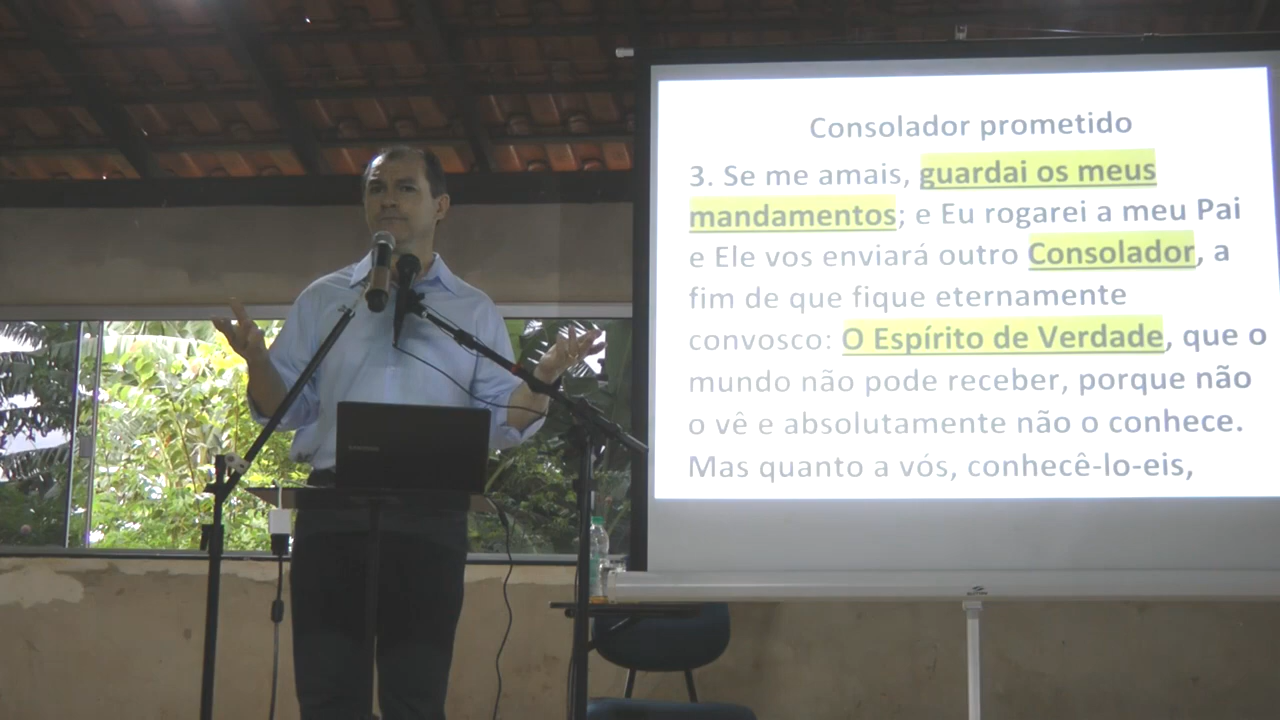 Consolador prometido
3. Se me amais, guardai os meus
mandamentos; e Eu rogarei a meu Pai
e Ele vos enviará outro Consolador, a
fim de que fique eternamente
convosco: O Espírito de Verdade, que o
mundo não pode receber, porque não
o vê e absolutamente não o conhece.
Mas quanto a vós, conhecê-lo-eis,